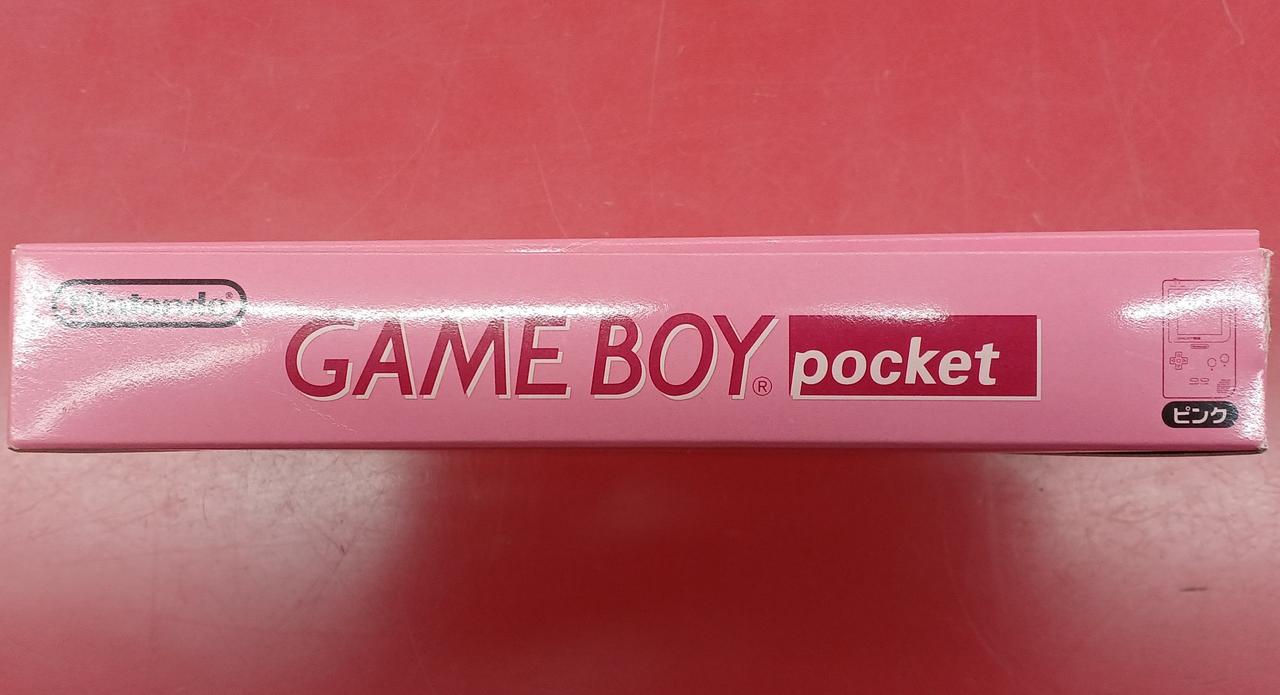 Nintendo®
GAME BOY® pocket
ピンク